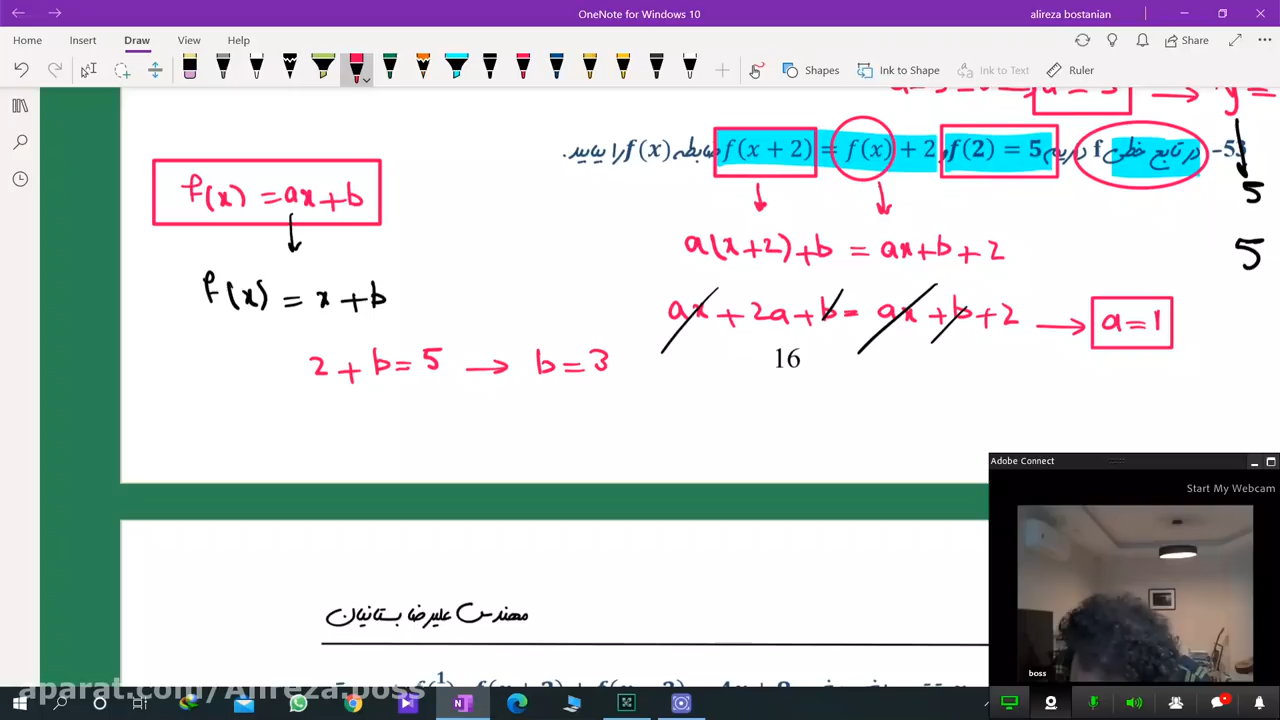 OneNote for Windows 10
alireza bostanian
Home Insert Draw View Help
Share
Shapes
Ink to Shape
Ink to Text
Ruler
53- در تابع خطی f داریم f(2) = 5 و f(x + 2) = f(x) + 2 ضابطه f(x) را بیابید.
5
5
f(x) = ax+b
f(x) = x+b
2 + b = 5 → b = 3
a(x+2)+b = ax+b+2
ax + 2a + b = ax + b + 2 → a = 1
16
Adobe Connect
Start My Webcam
boss
مهندس علیرضا بستانیان
aparat.com/Alireza.boss